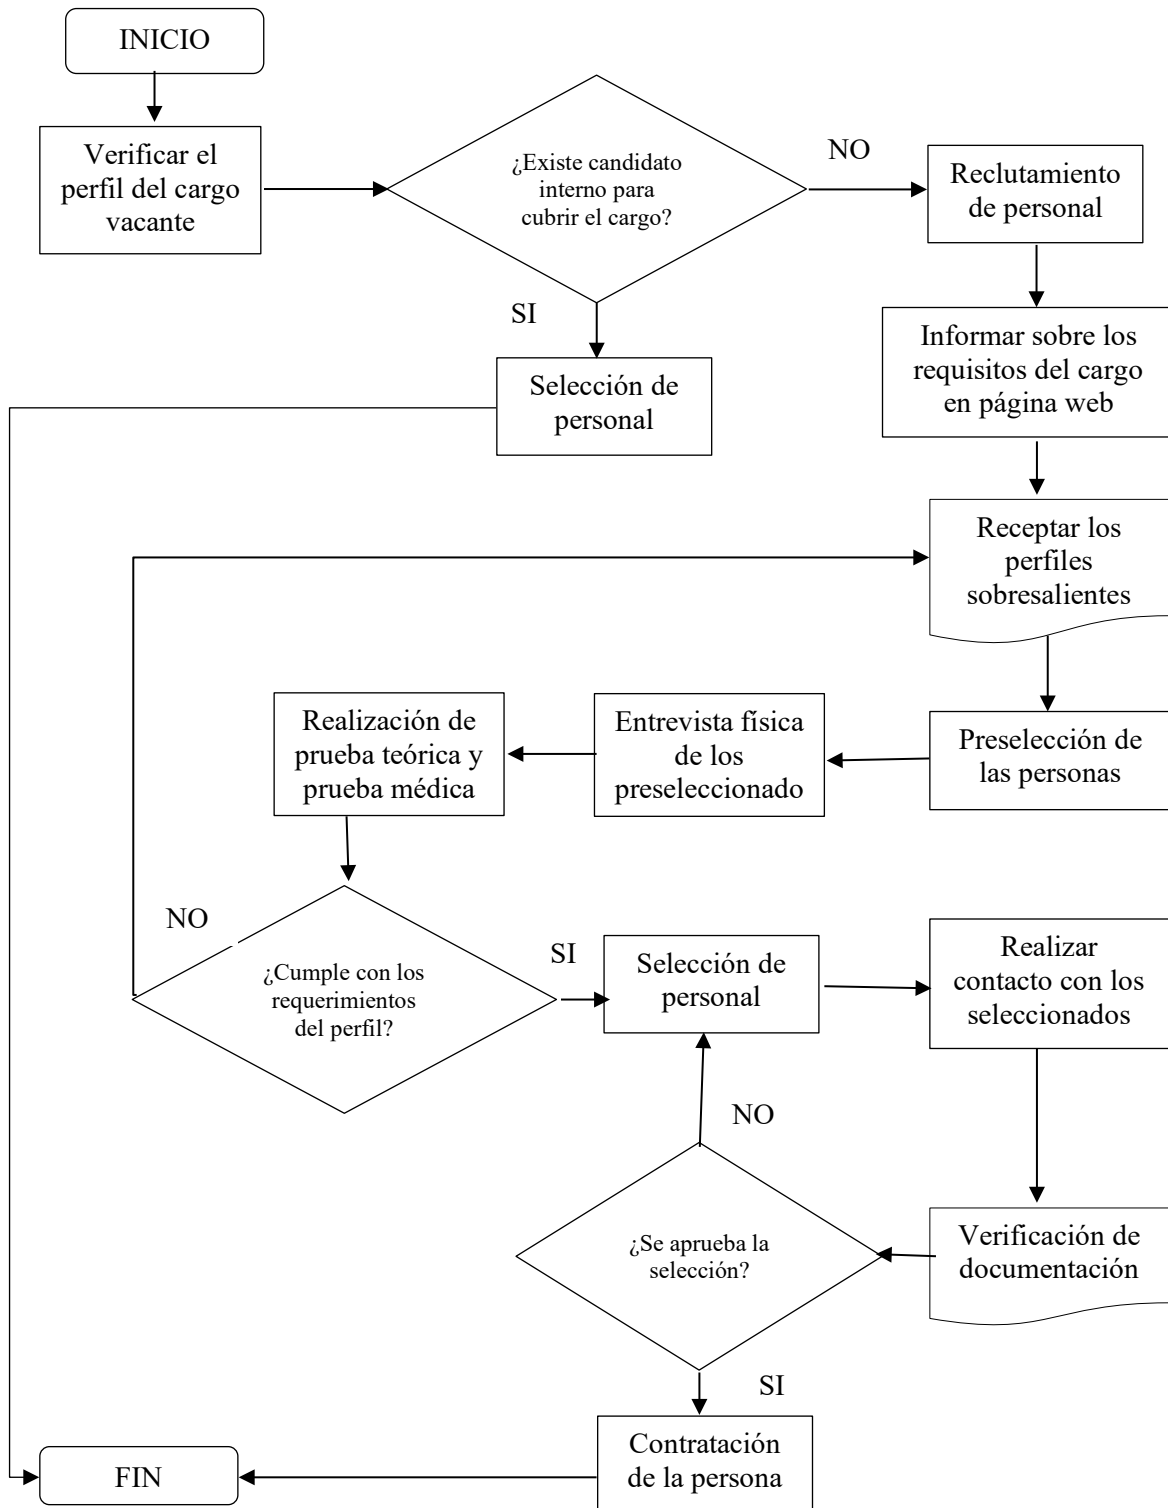 INICIO
Verificar el
perfil del cargo
vacante
¿Existe candidato
interno para
cubrir el cargo?
NO
Reclutamiento
de personal
SI
Informar sobre los
requisitos del cargo
en página web
Selección de
personal
Receptar los
perfiles
sobresalientes
Preselección de
las personas
Entrevista física
de los
preseleccionado
Realización de
prueba teórica y
prueba médica
NO
¿Cumple con los
requerimientos
del perfil?
SI
Selección de
personal
Realizar
contacto con los
seleccionados
NO
Verificación de
documentación
¿Se aprueba la
selección?
SI
Contratación
de la persona
FIN